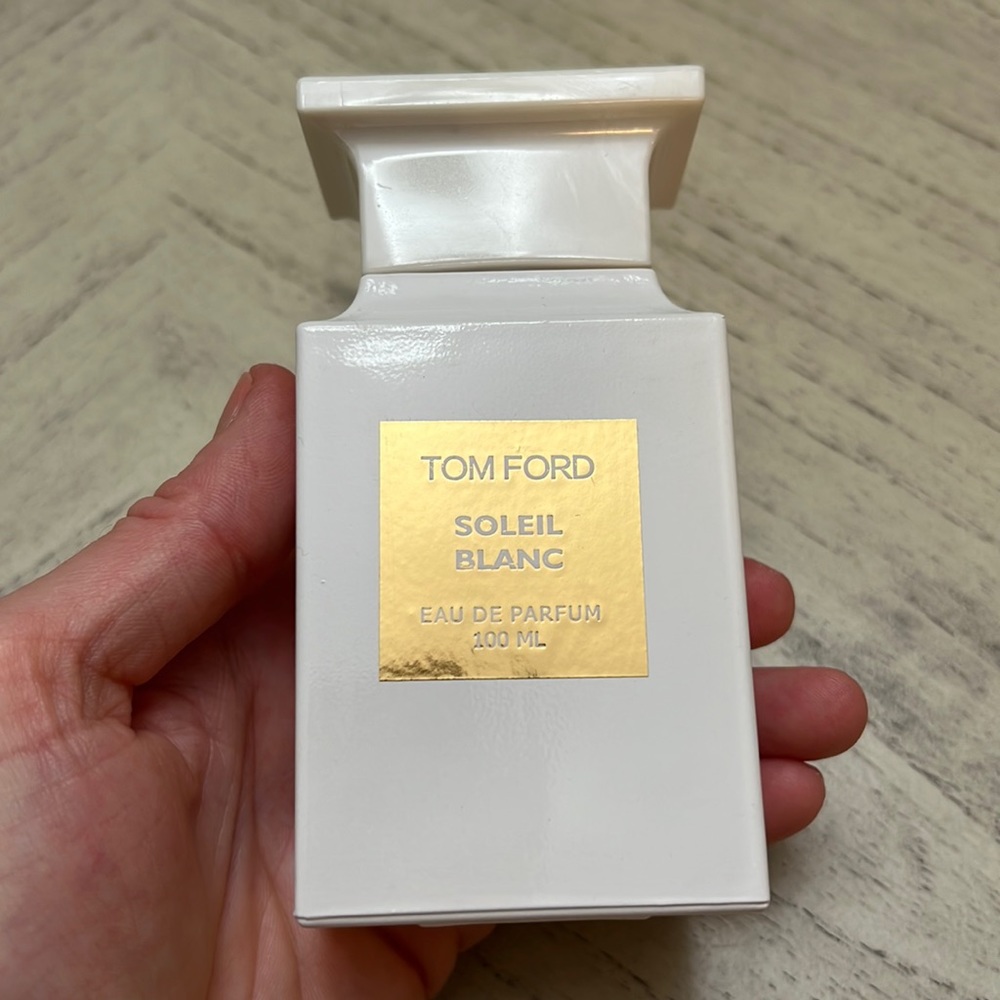 TOM FORD
SOLEIL
BLANC
EAU DE PARFUM
100 ML